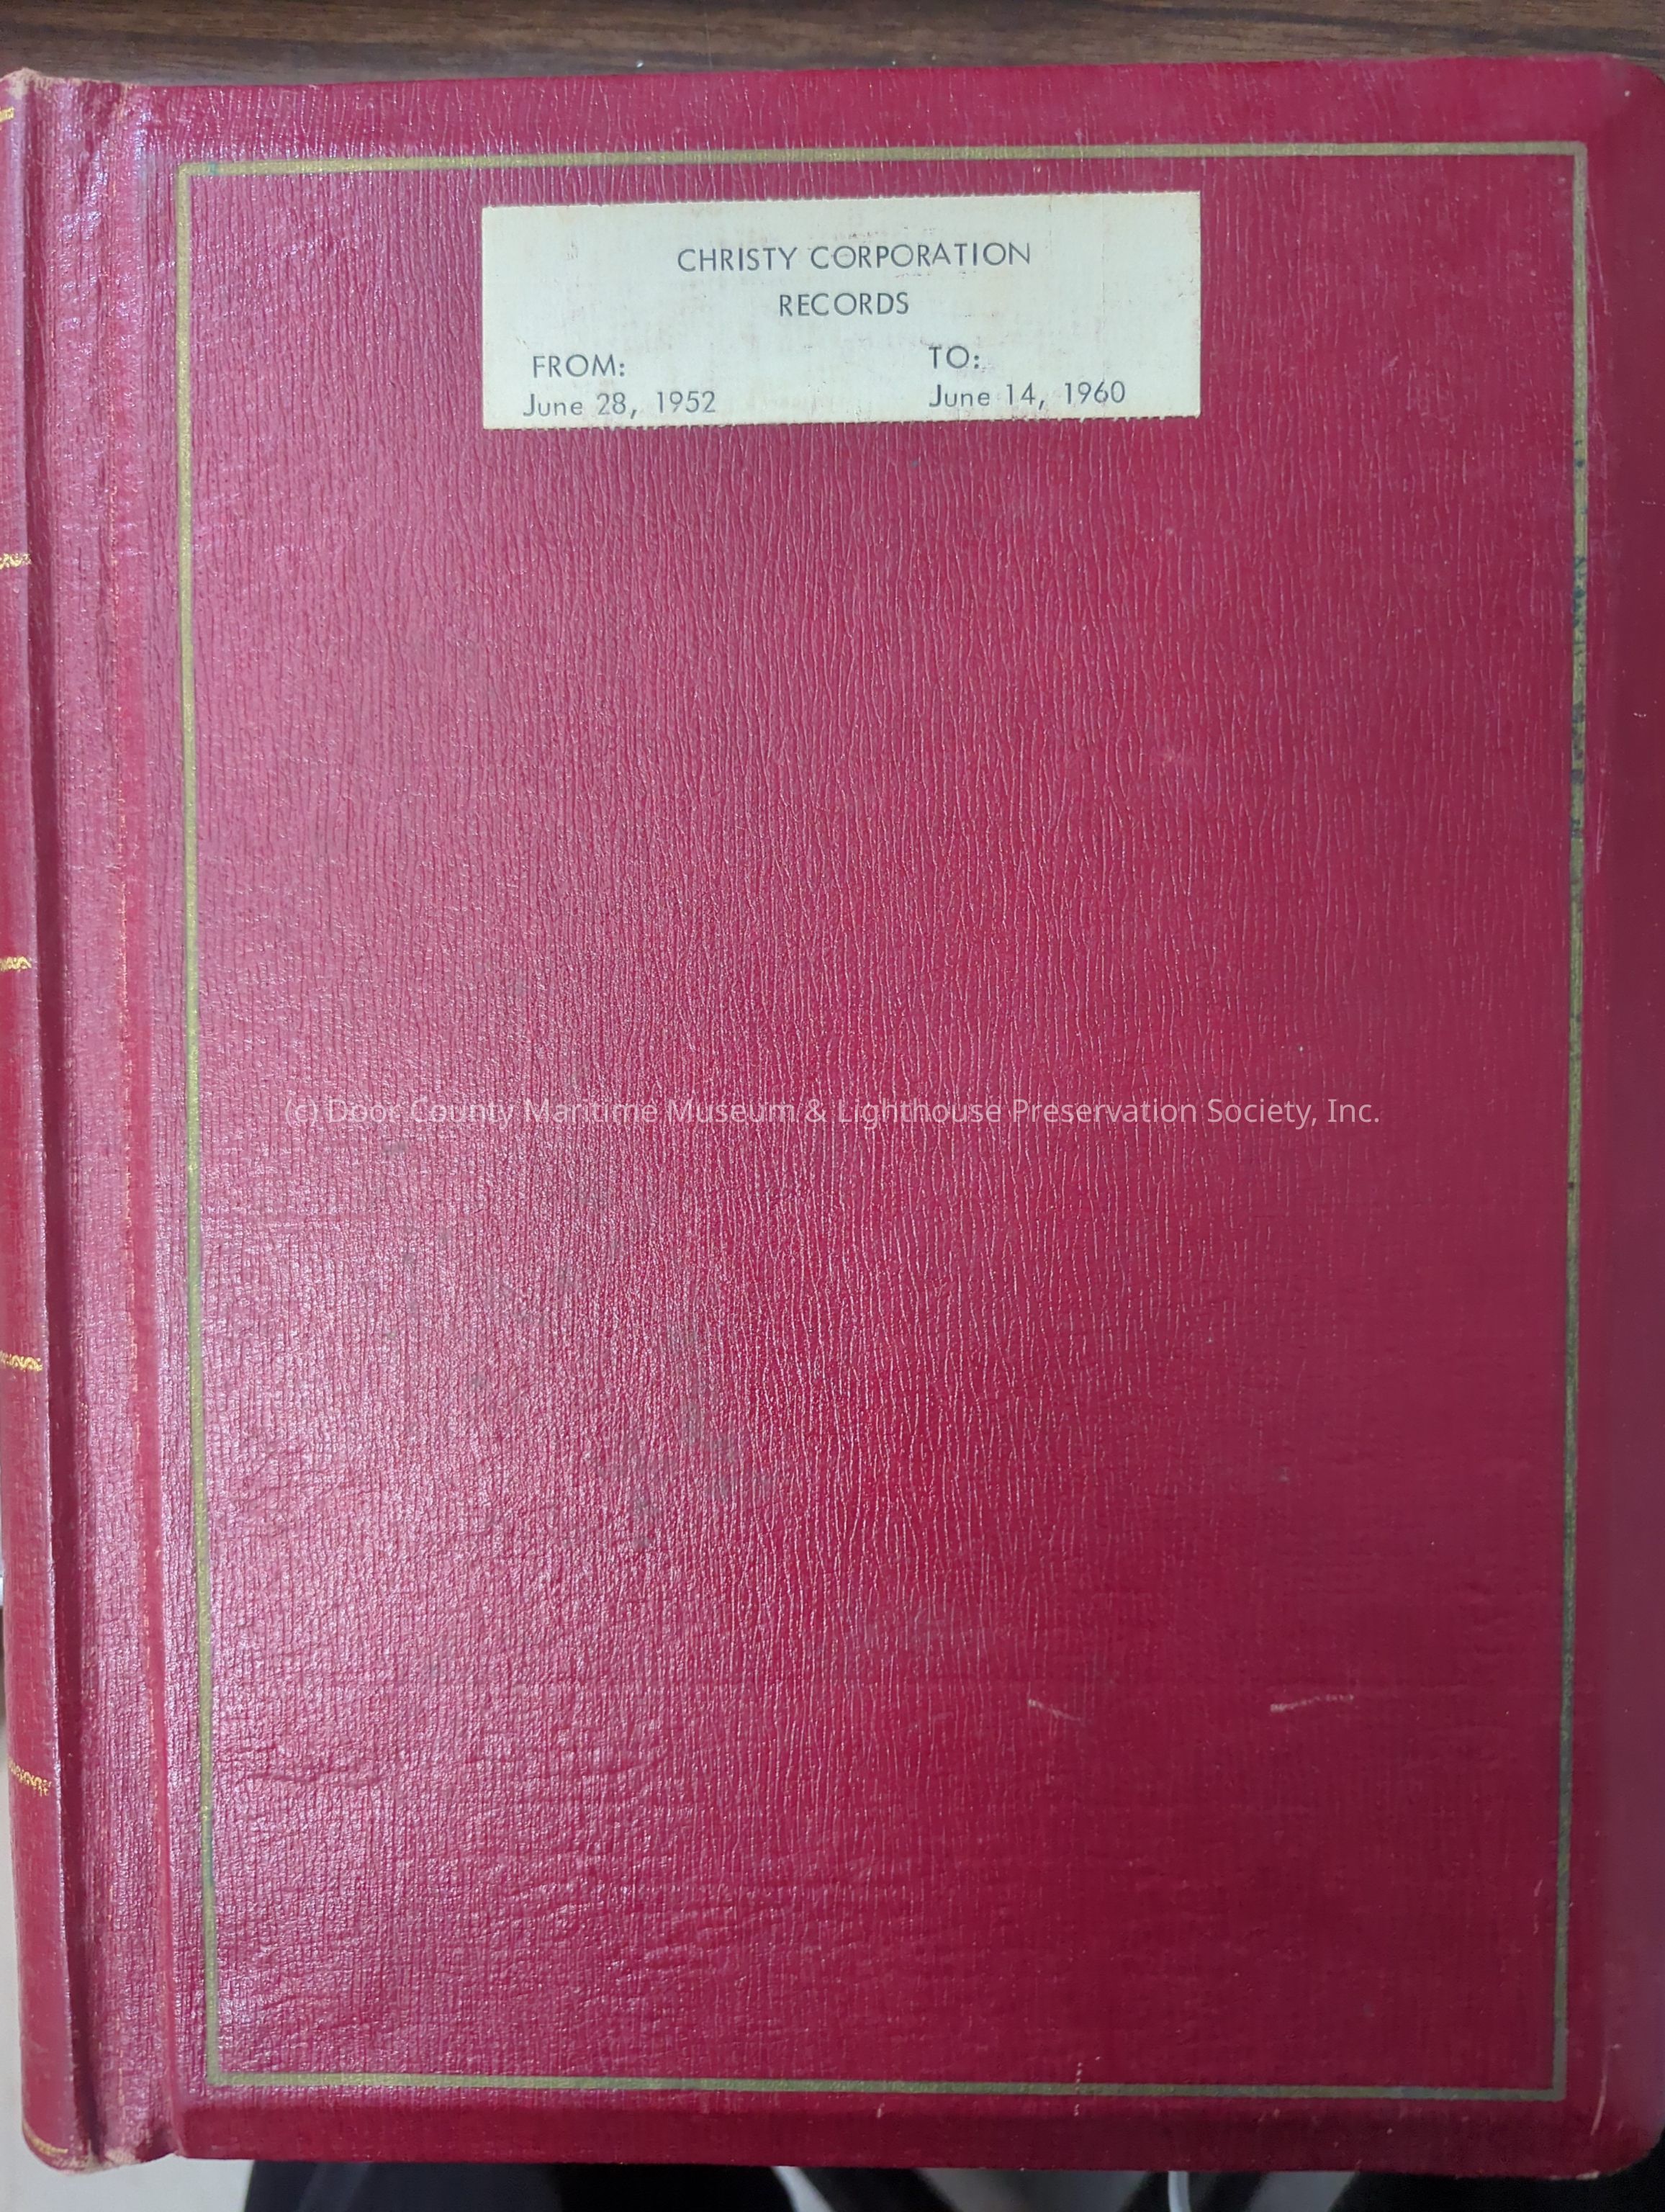 CHRISTY CORPORATION
RECORDS
FROM: TO:
June 28, 1952 June 14, 1960
(c) Door County Maritime Museum & Lighthouse Preservation Society, Inc.